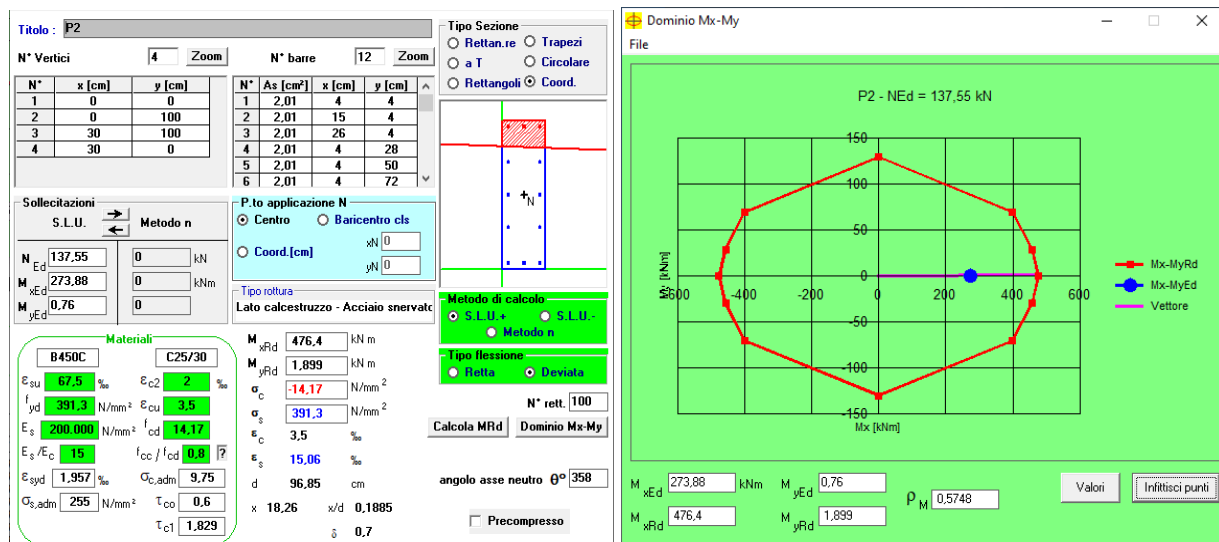 Titolo : P2
N° Vertici 4 Zoom N° barre 12 Zoom
N° x [cm] y [cm]
1 0 0
2 0 100
3 30 100
4 30 0
N° As [cm²] x [cm] y [cm]
1 2,01 4 4
2 2,01 15 4
3 2,01 26 4
4 2,01 4 28
5 2,01 4 50
6 2,01 4 72
Tipo Sezione
Rettan.re Trapezi
a T Circolare
Rettangoli Coord.
N
Sollecitazioni
S.L.U. Metodo n
N Ed 137,55 0 kN
M xEd 273,88 0 kNm
M yEd 0,76 0
P.to applicazione N
Centro Baricentro cls
Coord.[cm] xN 0
yN 0
Tipo rottura
Lato calcestruzzo - Acciaio snervato
Metodo di calcolo
S.L.U.+ S.L.U.-
Metodo n
Tipo flessione
Retta Deviata
N° rett. 100
Calcola MRd Dominio Mx-My
angolo asse neutro θ° 358
Precompresso
Materiali
B450C C25/30
εsu 67,5 ‰ εc2 2 ‰
fyd 391,3 N/mm² εcu 3,5
Es 200.000 N/mm² fcd 14,17
Es/Ec 15 fcc / fcd 0,8 ?
εsyd 1,957 ‰ σc,adm 9,75
σs,adm 255 N/mm² τco 0,6
τc1 1,829
M xRd 476,4 kN m
M yRd 1,899 kN m
σc -14,17 N/mm²
σs 391,3 N/mm²
εc 3,5 ‰
εs 15,06 ‰
d 96,85 cm
x 18,26 x/d 0,1885
δ 0,7
Dominio Mx-My
File
P2 - NEd = 137,55 kN
150
100
50
0
-50
-100
-150
-600 -400 -200 0 200 400 600
My [kNm]
Mx [kNm]
Mx-MyRd
Mx-MyEd
Vettore
M xEd 273,88 kNm M yEd 0,76
M xRd 476,4 M yRd 1,899
ρM 0,5748
Valori Infittisci punti